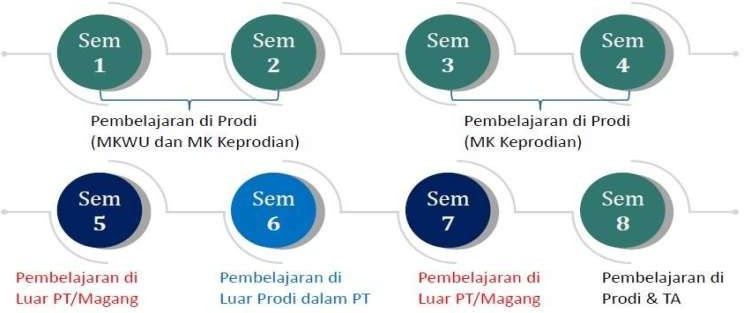 Sem
1
Sem
2
Sem
3
Sem
4
Pembelajaran di Prodi
(MKWU dan MK Keprodian)
Pembelajaran di Prodi
(MK Keprodian)
Sem
5
Sem
6
Sem
7
Sem
8
Pembelajaran di
Luar PT/Magang
Pembelajaran di
Luar Prodi dalam PT
Pembelajaran di
Luar PT/Magang
Pembelajaran di
Prodi & TA